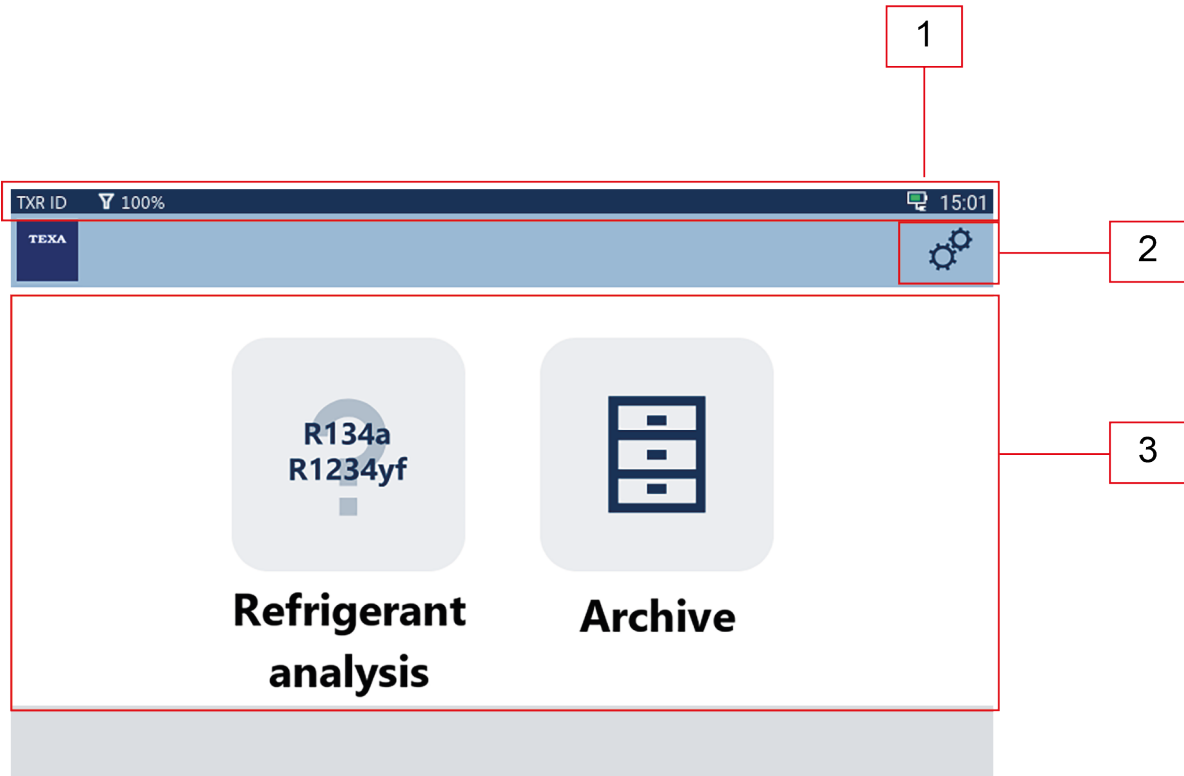 1
TXR ID 100% 15:01
TEXA
2
R134a
R1234yf
3
Refrigerant
analysis
Archive